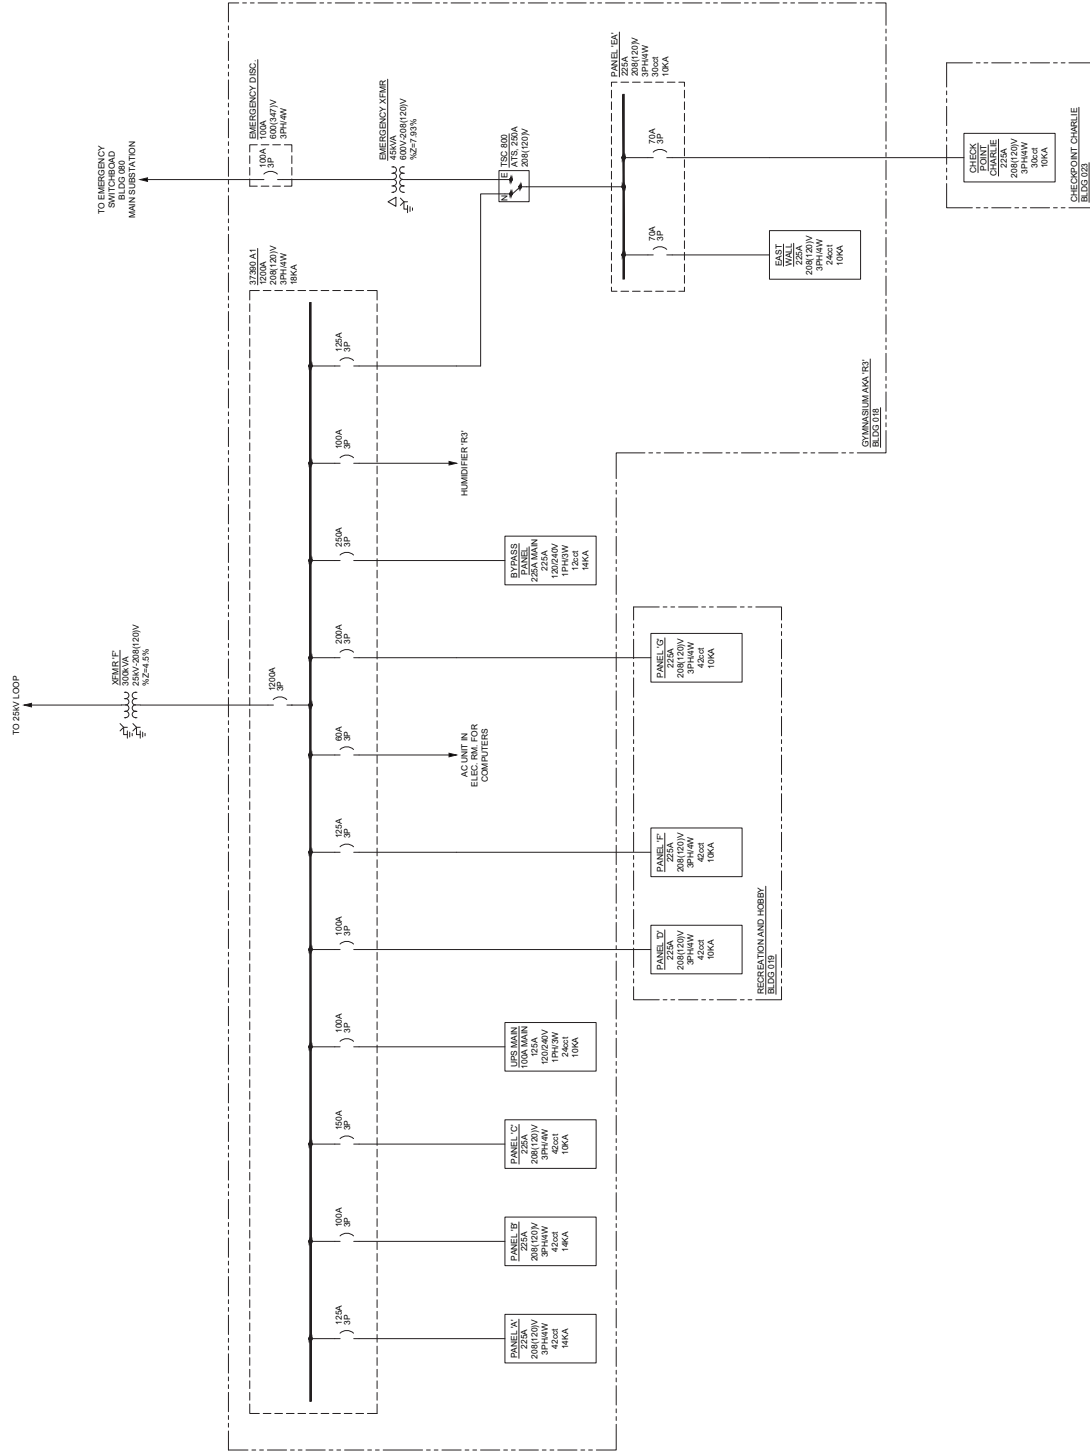 TO 25kV LOOP
XFMR 'F'
300kVA
25kV-208(120)V
%Z=4.5%
TO EMERGENCY
SWITCHBOARD
BLDG 080
MAIN SUBSTATION
EMERGENCY DISC.
100A
600(347)V
3PH/4W
100A
3P
EMERGENCY XFMR
45kVA
600V-208(120)V
%Z=7.93%
N
E
TSC 800
ATS, 250A
208(120)V
PANEL 'EA'
225A
208(120)V
3PH/4W
30cct
10KA
70A
3P
70A
3P
EAST
WALL
225A
208(120)V
3PH/4W
24cct
10KA
CHECK
POINT
CHARLIE
225A
208(120)V
3PH/4W
30cct
10KA
CHECKPOINT CHARLIE
BLDG 023
37390 A1
1200A
208(120)V
3PH/4W
18KA
1200A
3P
125A
3P
100A
3P
150A
3P
100A
3P
100A
3P
125A
3P
60A
3P
200A
3P
250A
3P
100A
3P
125A
3P
PANEL 'A'
225A
208(120)V
3PH/4W
42cct
14KA
PANEL 'B'
225A
208(120)V
3PH/4W
42cct
14KA
PANEL 'C'
225A
208(120)V
3PH/4W
42cct
10KA
UPS MAIN
100A MAIN
125A
120/240V
1PH/3W
24cct
10KA
PANEL 'D'
225A
208(120)V
3PH/4W
42cct
10KA
PANEL 'F'
225A
208(120)V
3PH/4W
42cct
10KA
AC UNIT IN
ELEC. RM. FOR
COMPUTERS
PANEL 'G'
225A
208(120)V
3PH/4W
42cct
10KA
BYPASS
PANEL
225A MAIN
225A
120/240V
1PH/3W
12cct
14KA
HUMIDIFIER 'R3'
RECREATION AND HOBBY
BLDG 019
GYMNASIUM AKA 'R3'
BLDG 018